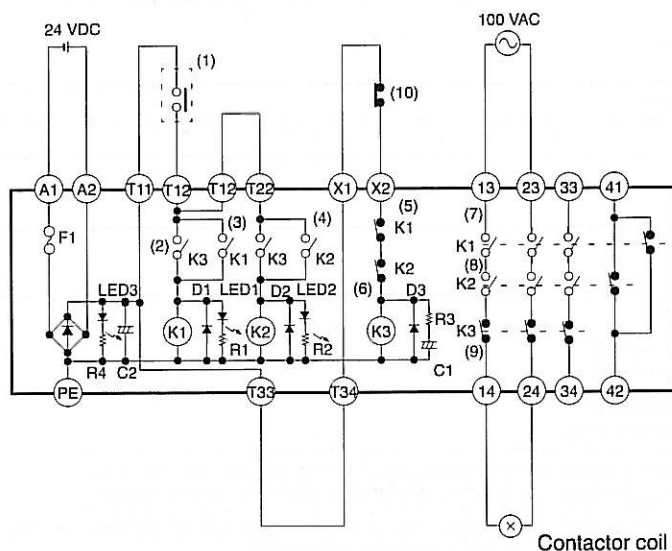 24 VDC
100 VAC
(1)
(10)
A1 A2 T11 T12 T12 T22 X1 X2 13 23 33 41
F1
(2) K3 (3) K1 K3 (4) K2
(5) K1
K2
(6)
(7)
K1
(8)
K2
K3
(9)
LED3 D1 LED1 D2 LED2 D3
K1 K2 K3
R4 C2 R1 R2 R3
C1
PE T33 T34 14 24 34 42
Contactor coil